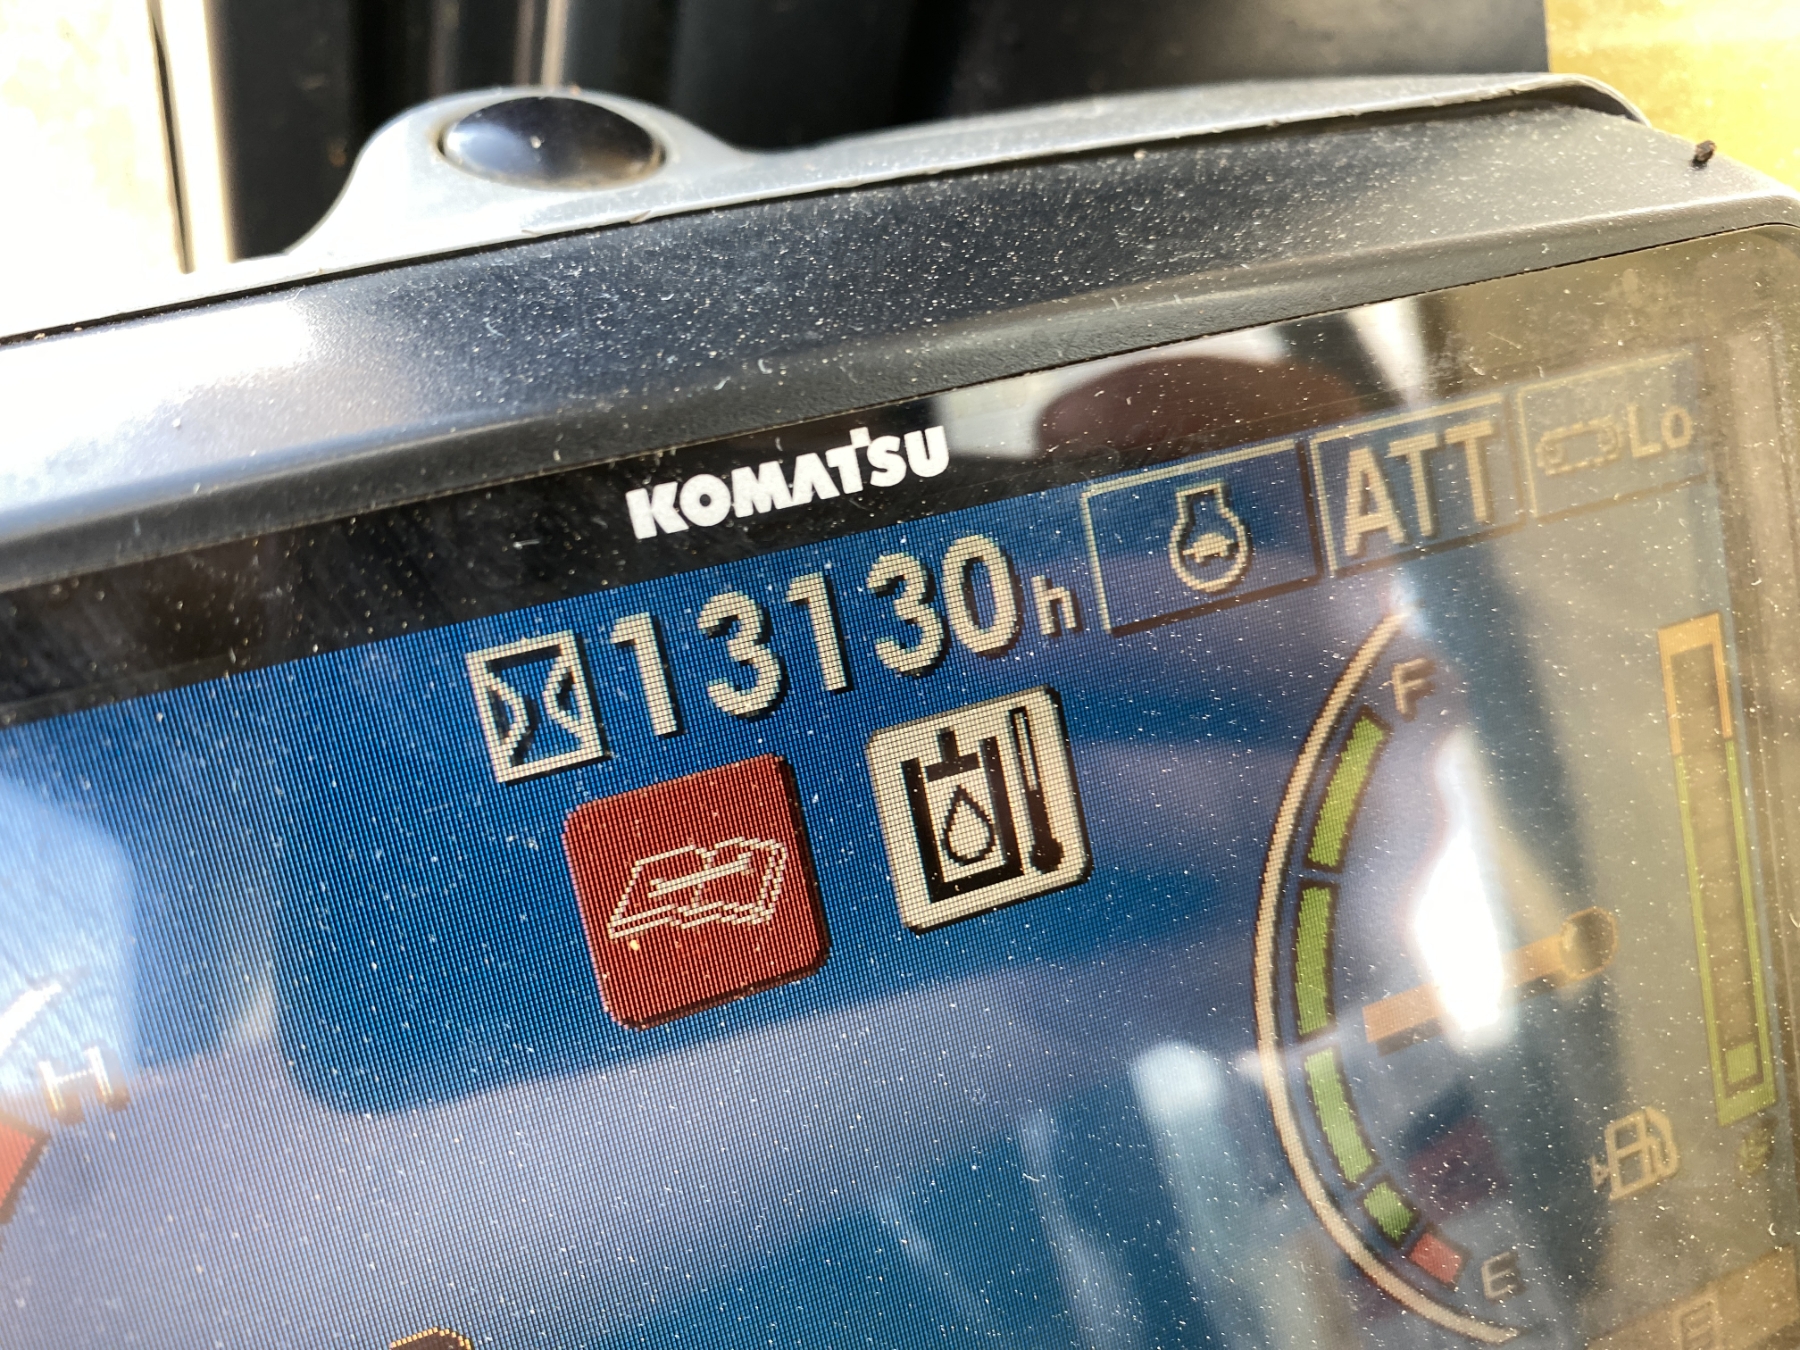 KOMATSU
13130h
ATT
Lo
F
H
E